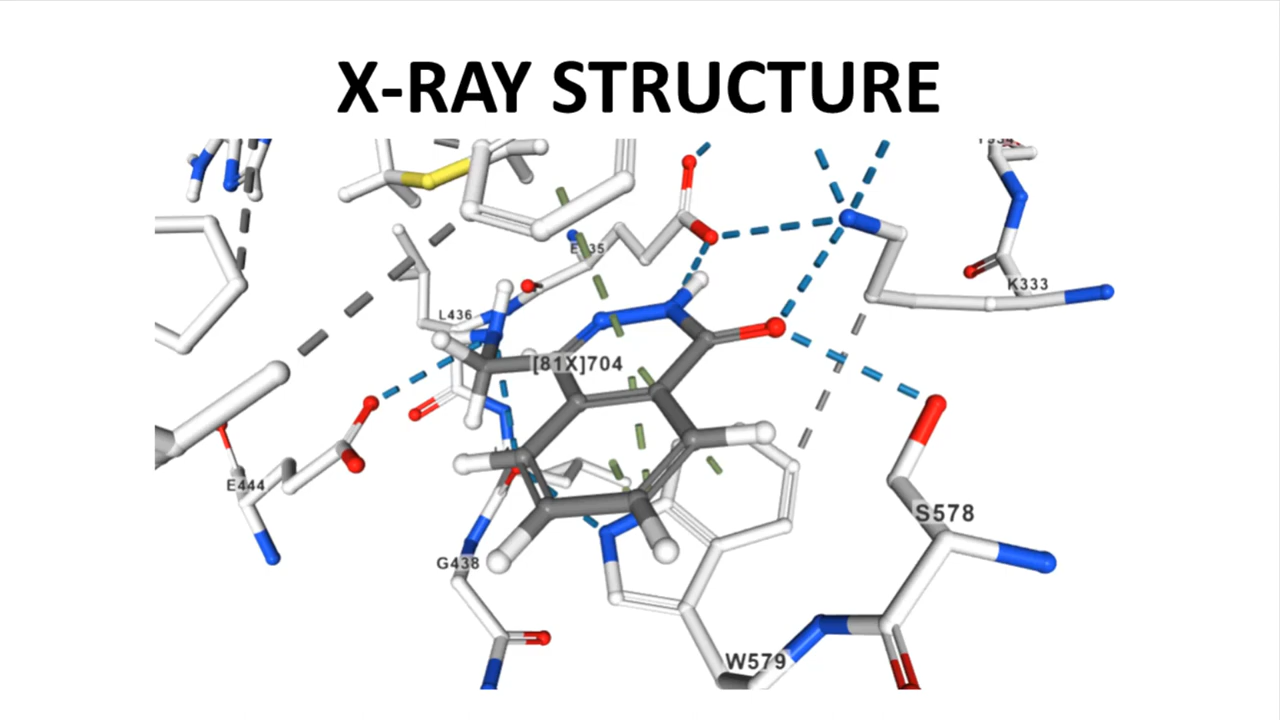 X-RAY STRUCTURE
K333
L436
[81X]704
E444
S578
G438
W579